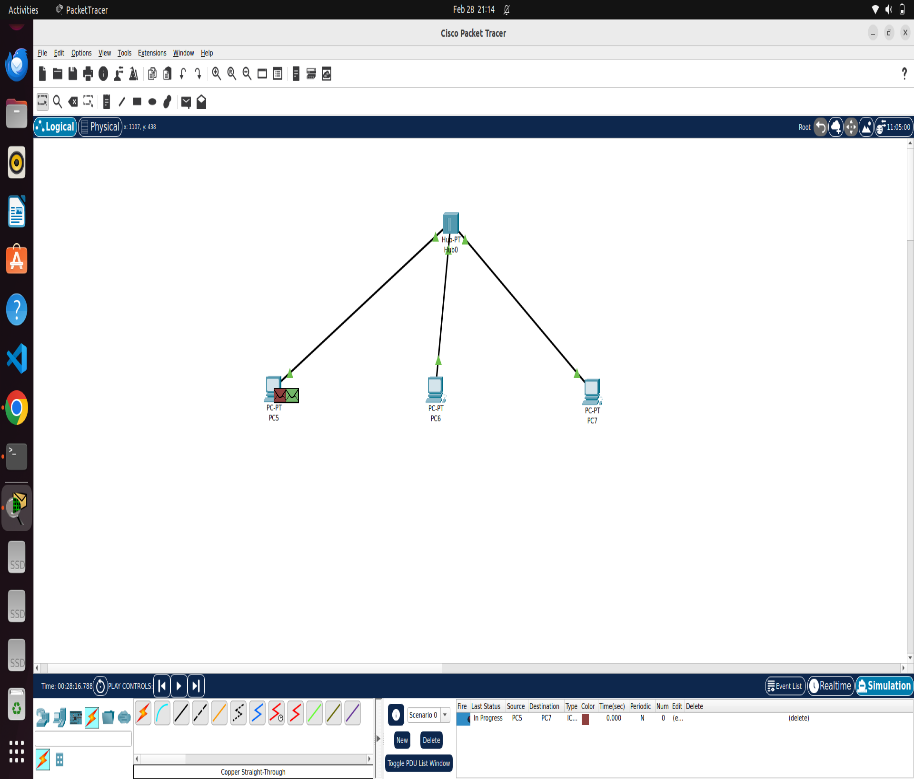 Activities PacketTracer Feb 28 21:14
Cisco Packet Tracer
File Edit Options View Tools Extensions Window Help
Logical Physical x: 1107, y: 438 Root 11:05:00
Hub-PT
Hub0
PC-PT
PC5
PC-PT
PC6
PC-PT
PC7
SSD
SSD
SSD
Time: 00:28:16.788 PLAY CONTROLS Event List Realtime Simulation
Fire Last Status Source Destination Type Color Time(sec) Periodic Num Edit Delete
In Progress PC5 PC7 IC... 0.000 N 0 (e... (delete)
Scenario 0
New Delete
Toggle PDU List Window
Copper Straight-Through